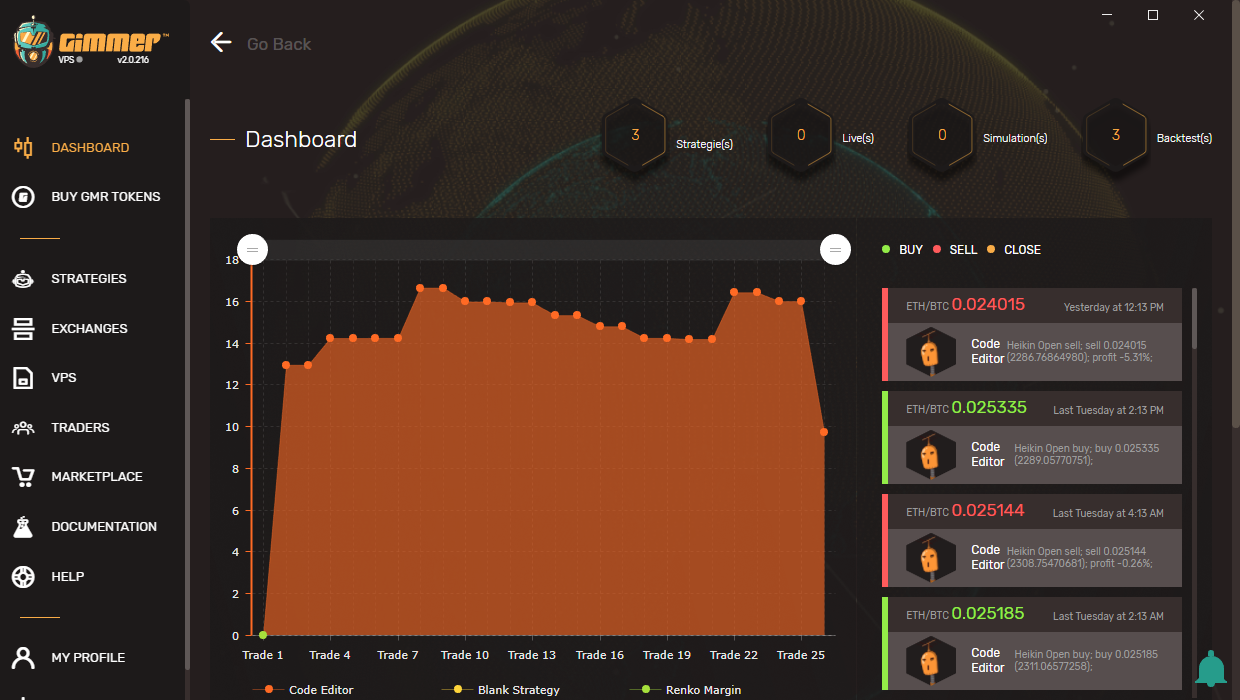 GIMMER™
VPS v2.0.216
Go Back
DASHBOARD
BUY GMR TOKENS
STRATEGIES
EXCHANGES
VPS
TRADERS
MARKETPLACE
DOCUMENTATION
HELP
MY PROFILE
Dashboard
3 Strategie(s)
0 Live(s)
0 Simulation(s)
3 Backtest(s)
18
16
14
12
10
8
6
4
2
0
Trade 1 Trade 4 Trade 7 Trade 10 Trade 13 Trade 16 Trade 19 Trade 22 Trade 25
Code Editor Blank Strategy Renko Margin
BUY SELL CLOSE
ETH/BTC 0.024015 Yesterday at 12:13 PM
Code Editor
Heikin Open sell; sell 0.024015
(2286.76864980); profit -5.31%;
ETH/BTC 0.025335 Last Tuesday at 2:13 PM
Code Editor
Heikin Open buy; buy 0.025335
(2289.05770751);
ETH/BTC 0.025144 Last Tuesday at 4:13 AM
Code Editor
Heikin Open sell; sell 0.025144
(2308.75470681); profit -0.26%;
ETH/BTC 0.025185 Last Tuesday at 2:13 AM
Code Editor
Heikin Open buy; buy 0.025185
(2311.06577258);